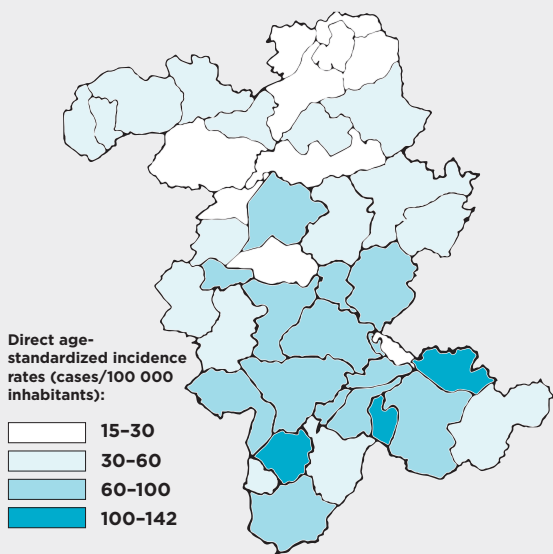 Direct age-
standardized incidence
rates (cases/100 000
inhabitants):
15–30
30–60
60–100
100–142